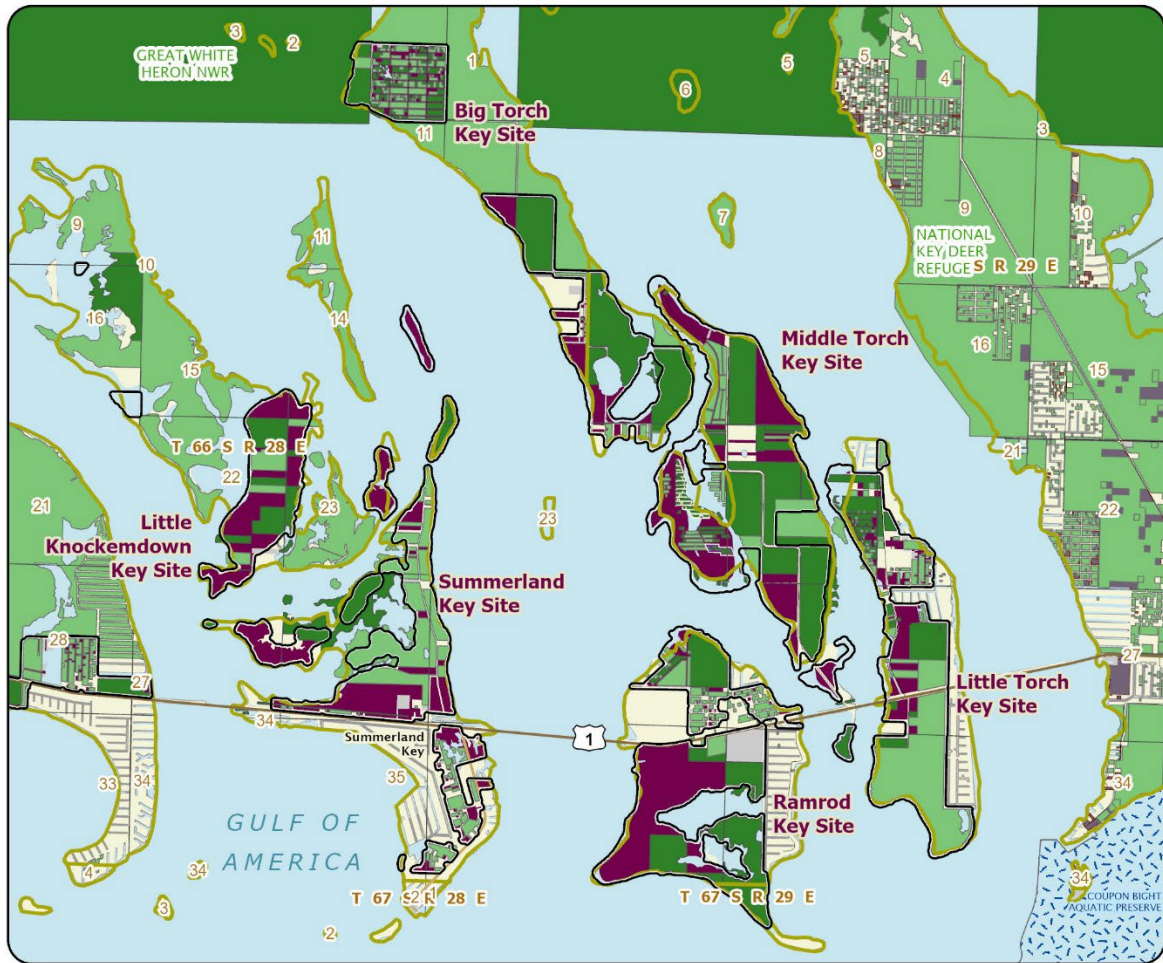 3
2
GREAT WHITE
HERON NWR
1
5
6
5
4
Big Torch
Key Site
11
3
8
9
10
7
9
11
10
NATIONAL
KEY DEER
REFUGE
S R 29 E
14
16
Middle Torch
Key Site
16
15
15
T 66 S R 28 E
22
21
21
23
23
22
Little
Knockemdown
Key Site
Summerland
Key Site
28
27
27
Little Torch
Key Site
34
Summerland
Key
1
33
34
35
34
Ramrod
Key Site
GULF OF
AMERICA
4
34
34
T 67 S R 28 E
2
1
T 67 S R 29 E
COUPON BIGHT
AQUATIC PRESERVE
3
2